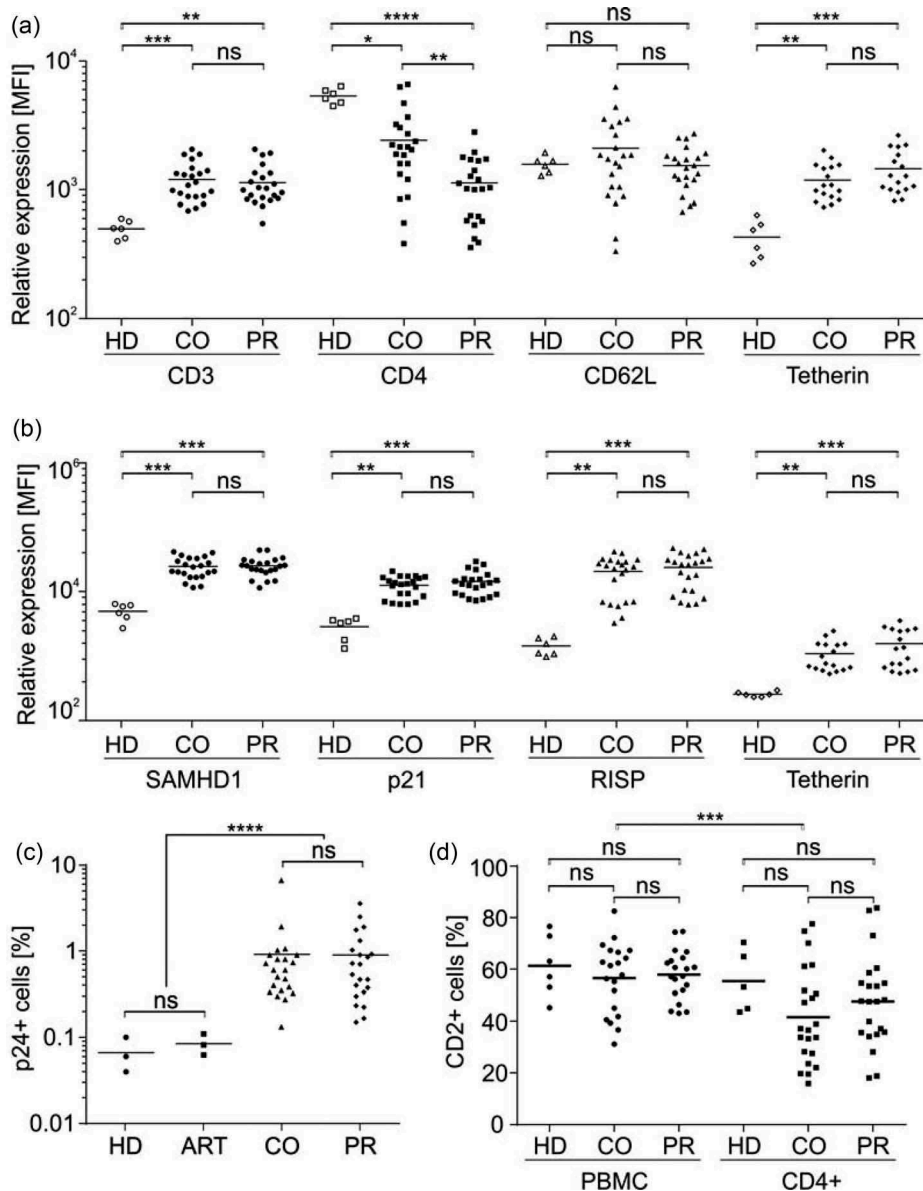 (a)
** **** ns ***
*** ns * ** ns ns ** ns
Relative expression [MFI]
10⁴
10³
10²
HD CO PR HD CO PR HD CO PR HD CO PR
CD3 CD4 CD62L Tetherin
(b)
*** *** *** ***
*** ns ** ns ** ns ** ns
Relative expression [MFI]
10⁶
10⁴
10²
HD CO PR HD CO PR HD CO PR HD CO PR
SAMHD1 p21 RISP Tetherin
(c)
****
ns
ns
p24+ cells [%]
10
1
0.1
0.01
HD ART CO PR
(d)
***
ns ns
ns ns ns ns
CD2+ cells [%]
100
80
60
40
20
0
HD CO PR HD CO PR
PBMC CD4+